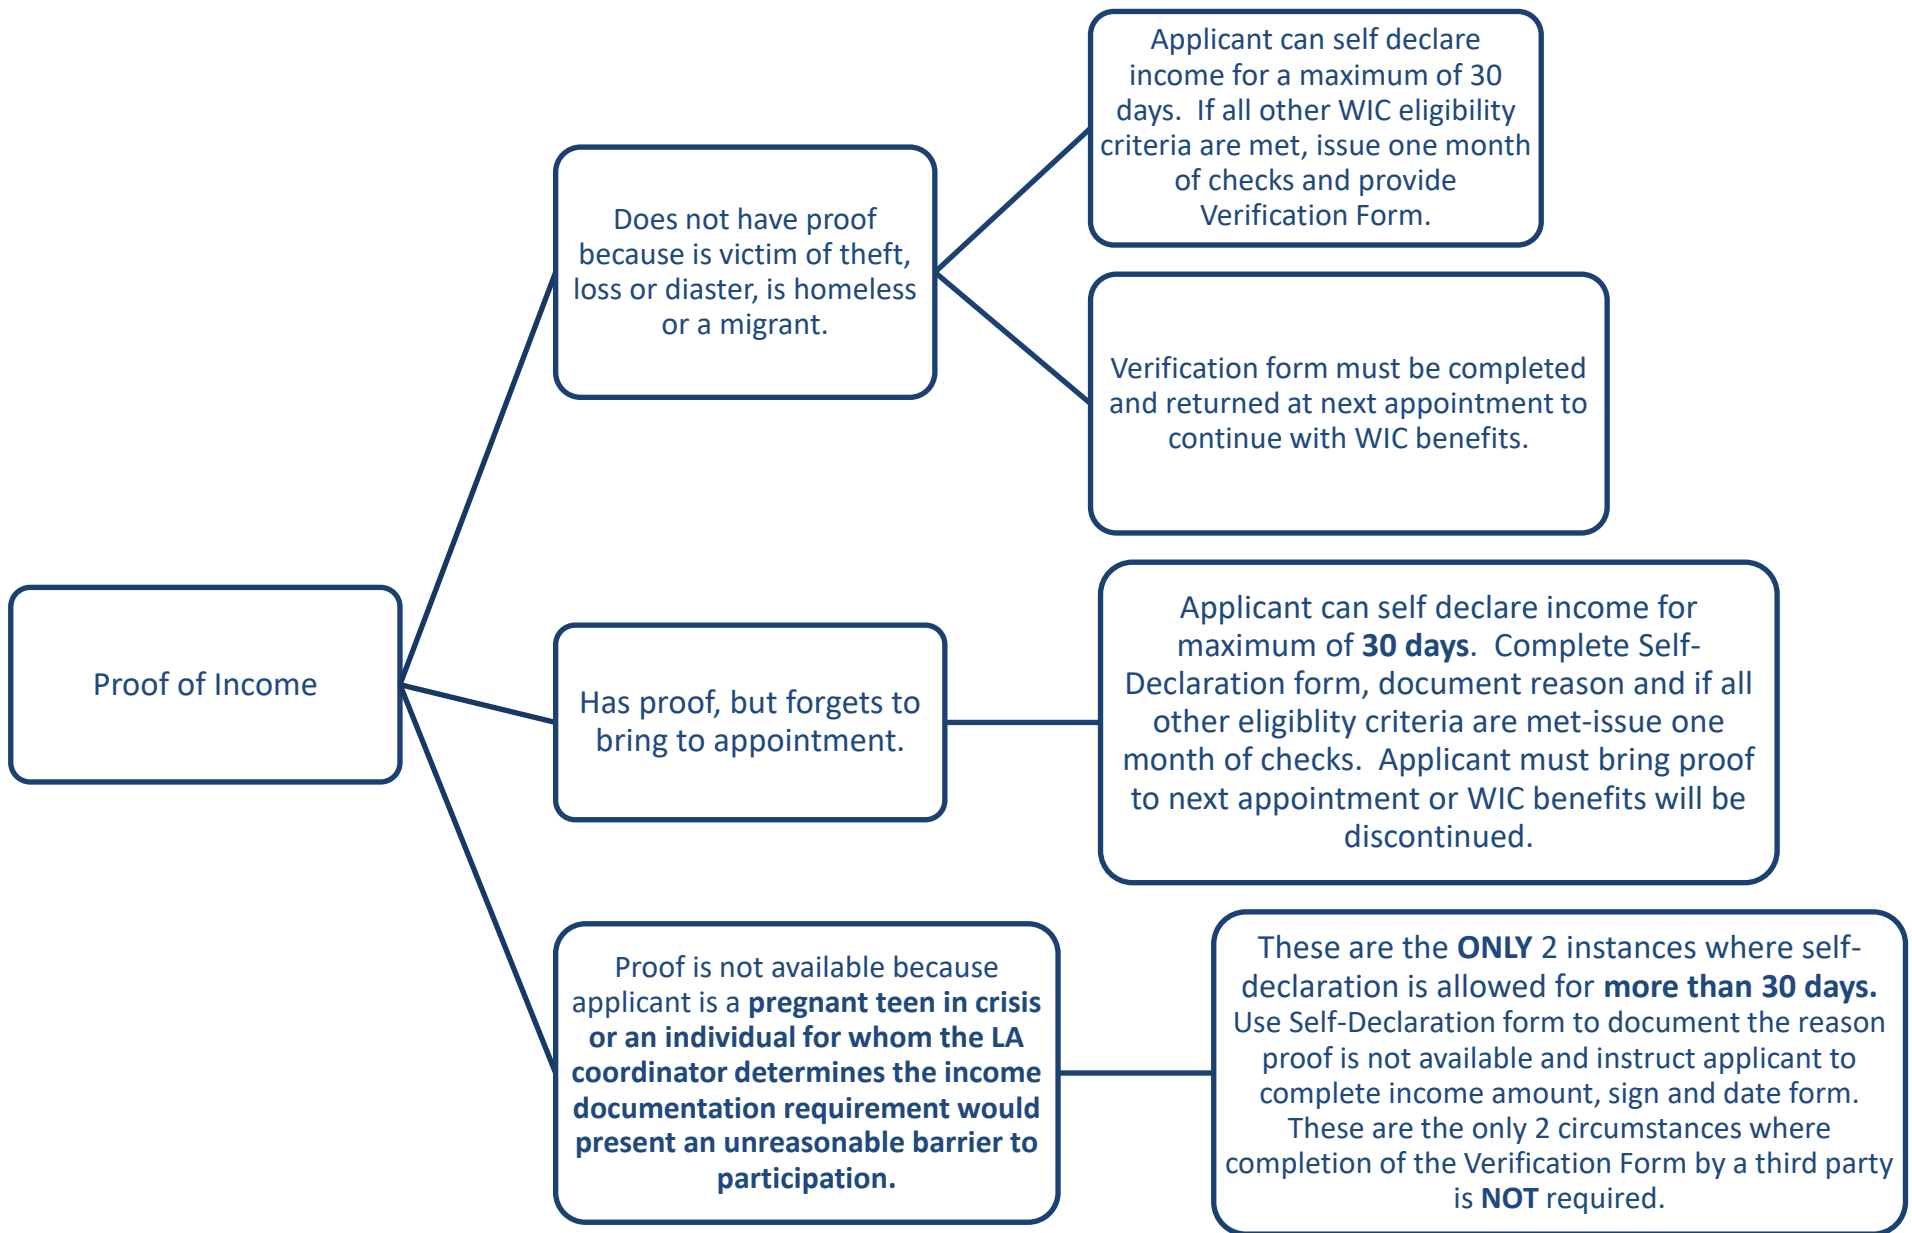 Proof of Income
Does not have proof
because is victim of theft,
loss or diaster, is homeless
or a migrant.
Applicant can self declare
income for a maximum of 30
days.  If all other WIC eligibility
criteria are met, issue one month
of checks and provide
Verification Form.
Verification form must be completed
and returned at next appointment to
continue with WIC benefits.
Has proof, but forgets to
bring to appointment.
Applicant can self declare income for
maximum of 30 days.  Complete Self-
Declaration form, document reason and if all
other eligiblity criteria are met-issue one
month of checks.  Applicant must bring proof
to next appointment or WIC benefits will be
discontinued.
Proof is not available because
applicant is a pregnant teen in crisis
or an individual for whom the LA
coordinator determines the income
documentation requirement would
present an unreasonable barrier to
participation.
These are the ONLY 2 instances where self-
declaration is allowed for more than 30 days.
Use Self-Declaration form to document the reason
proof is not available and instruct applicant to
complete income amount, sign and date form.
These are the only 2 circumstances where
completion of the Verification Form by a third party
is NOT required.